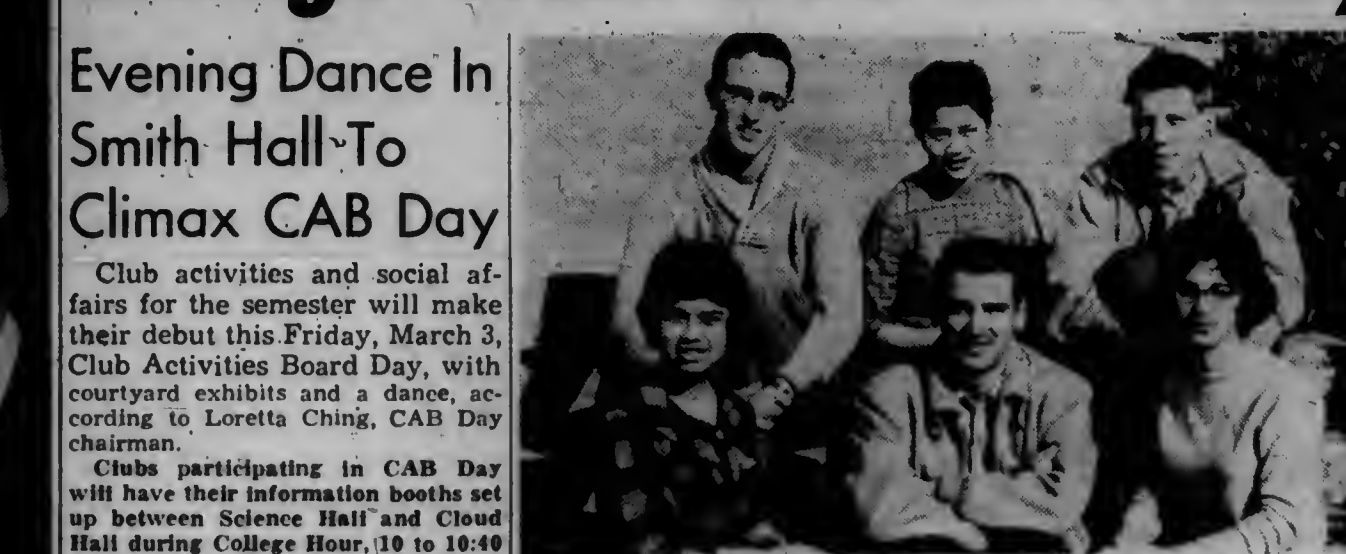 Evening Dance In
Smith Hall To
Climax CAB Day
Club activities and social af-
fairs for the semester will make
their debut this Friday, March 3,
Club Activities Board Day, with
courtyard exhibits and a dance, ac-
cording to Loretta Ching, CAB Day
chairman.
Clubs participating in CAB Day
will have their information booths set
up between Science Hall and Cloud
Hall during College Hour, 10 to 10:40